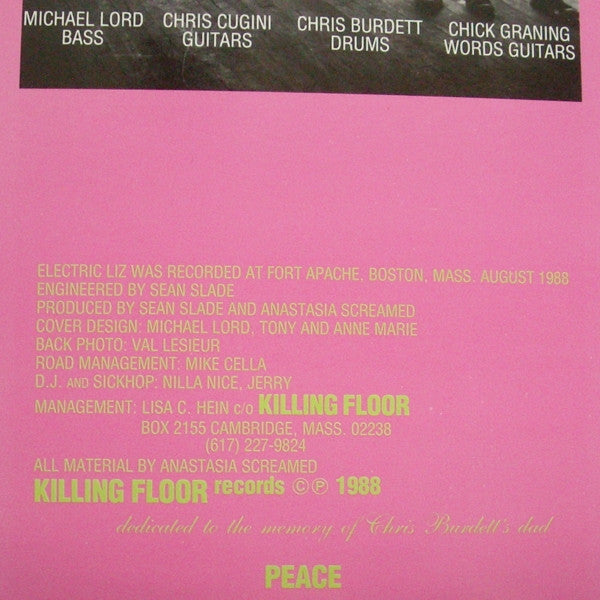 MICHAEL LORD CHRIS CUGINI CHRIS BURDETT CHICK GRANING
BASS GUITARS DRUMS WORDS GUITARS
ELECTRIC LIZ WAS RECORDED AT FORT APACHE, BOSTON, MASS. AUGUST 1988
ENGINEERED BY SEAN SLADE
PRODUCED BY SEAN SLADE AND ANASTASIA SCREAMED
COVER DESIGN: MICHAEL LORD, TONY AND ANNE MARIE
BACK PHOTO: VAL LESIEUR
ROAD MANAGEMENT: MIKE CELLA
D.J. AND SICKHOP: NILLA NICE, JERRY
MANAGEMENT: LISA C. HEIN c/o KILLING FLOOR
BOX 2155 CAMBRIDGE, MASS. 02238
(617) 227-9824
ALL MATERIAL BY ANASTASIA SCREAMED
KILLING FLOOR records © ℗ 1988
dedicated to the memory of Chris Burdett's dad
PEACE